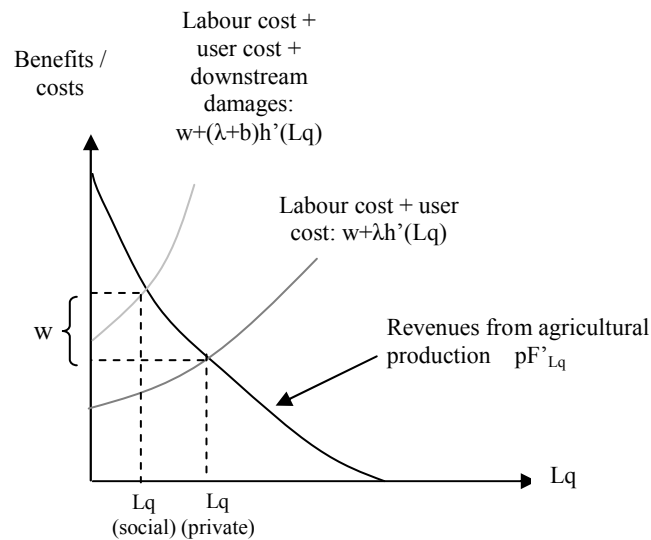 Labour cost +
user cost +
downstream
damages:
w+(λ+b)h’(Lq)
Benefits /
costs
Labour cost + user
cost: w+λh’(Lq)
w
Revenues from agricultural
production pF’Lq
Lq
Lq Lq
(social) (private)